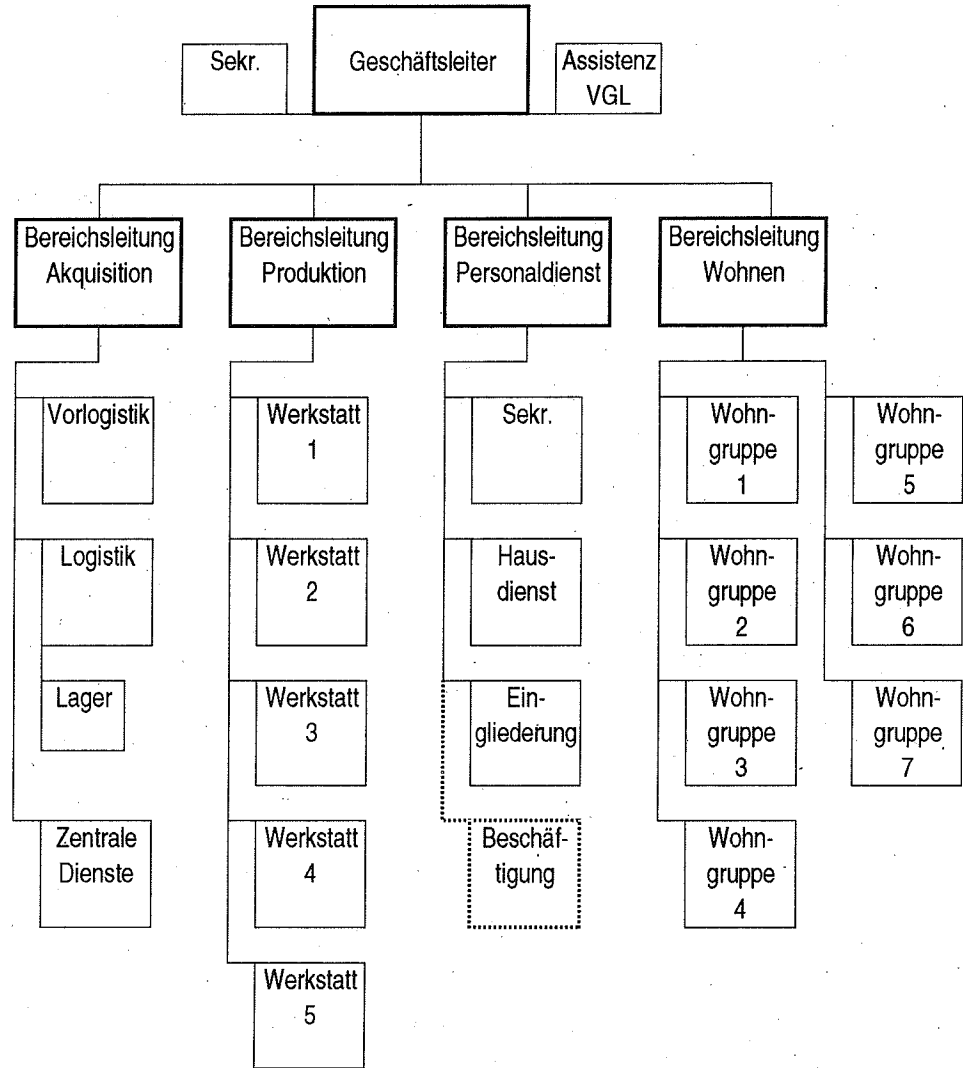 Sekr.
Geschäftsleiter
Assistenz
VGL
Bereichsleitung
Akquisition
Bereichsleitung
Produktion
Bereichsleitung
Personaldienst
Bereichsleitung
Wohnen
Vorlogistik
Logistik
Lager
Zentrale
Dienste
Werkstatt
1
Werkstatt
2
Werkstatt
3
Werkstatt
4
Werkstatt
5
Sekr.
Haus-
dienst
Ein-
gliederung
Beschäf-
tigung
Wohn-
gruppe
1
Wohn-
gruppe
2
Wohn-
gruppe
3
Wohn-
gruppe
4
Wohn-
gruppe
5
Wohn-
gruppe
6
Wohn-
gruppe
7